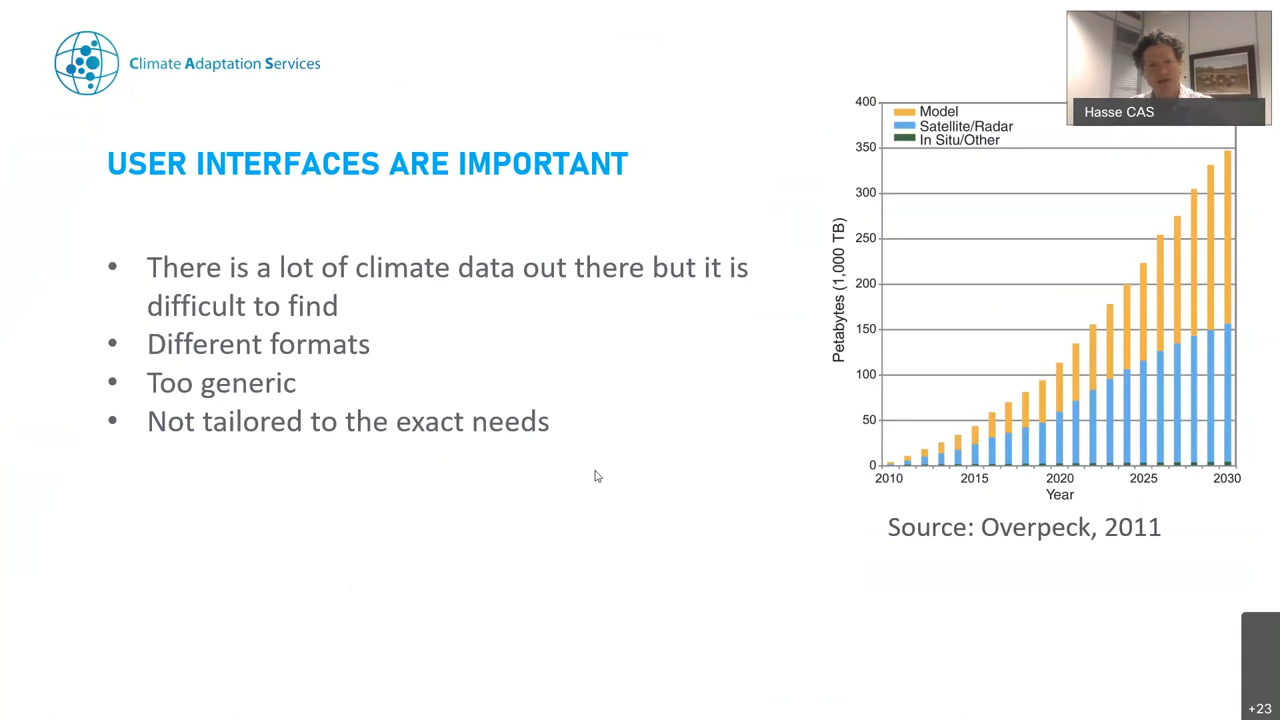 Climate Adaptation Services
Hasse CAS
USER INTERFACES ARE IMPORTANT
• There is a lot of climate data out there but it is
difficult to find
• Different formats
• Too generic
• Not tailored to the exact needs
Model
Satellite/Radar
In Situ/Other
Petabytes (1,000 TB)
400
350
300
250
200
150
100
50
0
2010 2015 2020 2025 2030
Year
Source: Overpeck, 2011
+23